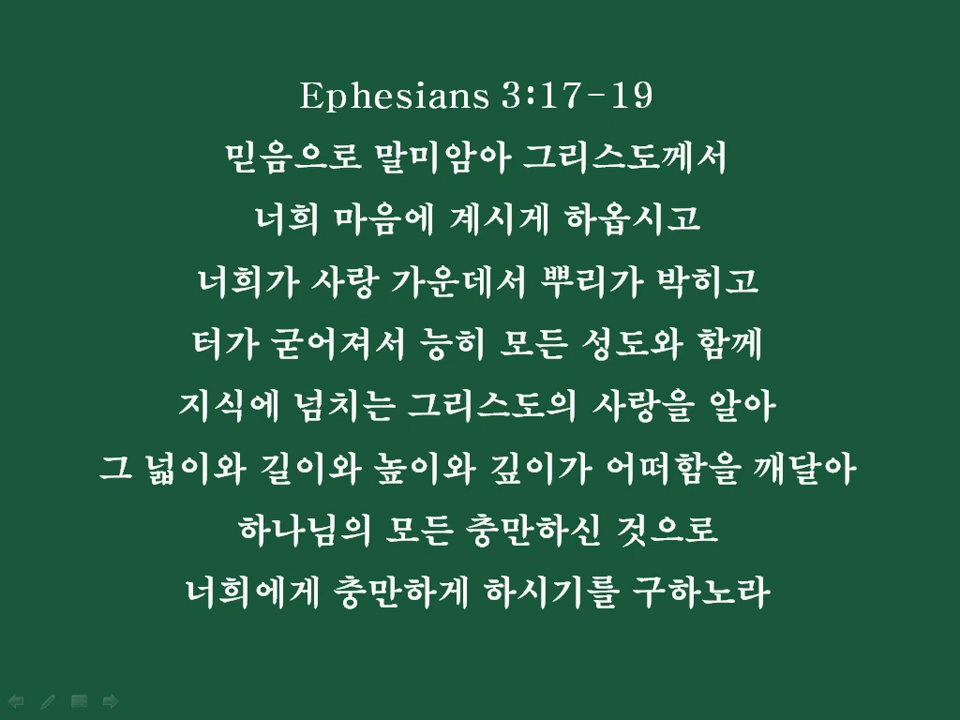 Ephesians 3:17-19
믿음으로 말미암아 그리스도께서
너희 마음에 계시게 하옵시고
너희가 사랑 가운데서 뿌리가 박히고
터가 굳어져서 능히 모든 성도와 함께
지식에 넘치는 그리스도의 사랑을 알아
그 넓이와 길이와 높이와 깊이가 어떠함을 깨달아
하나님의 모든 충만하신 것으로
너희에게 충만하게 하시기를 구하노라